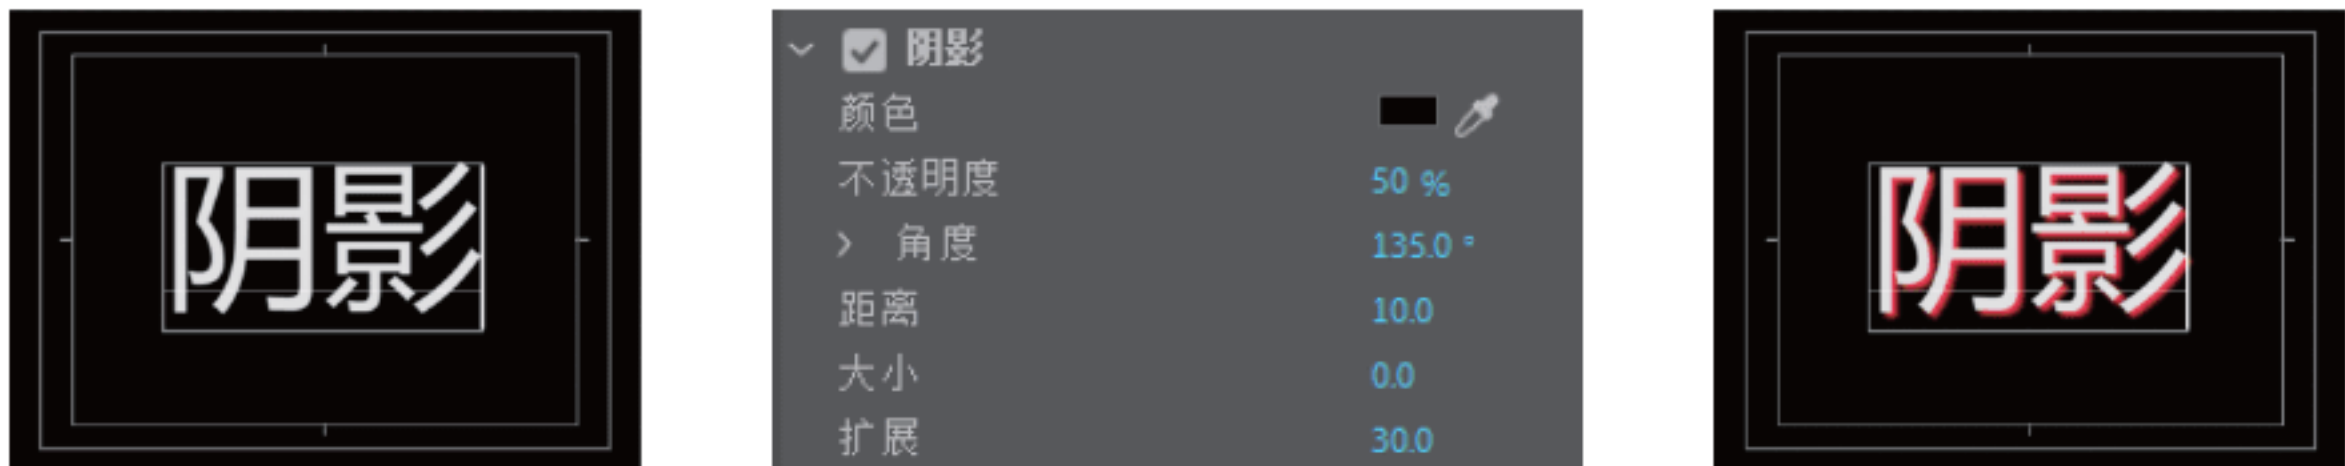 阴影
阴影
颜色
不透明度 50 %
角度 135.0 °
距离 10.0
大小 0.0
扩展 30.0
阴影